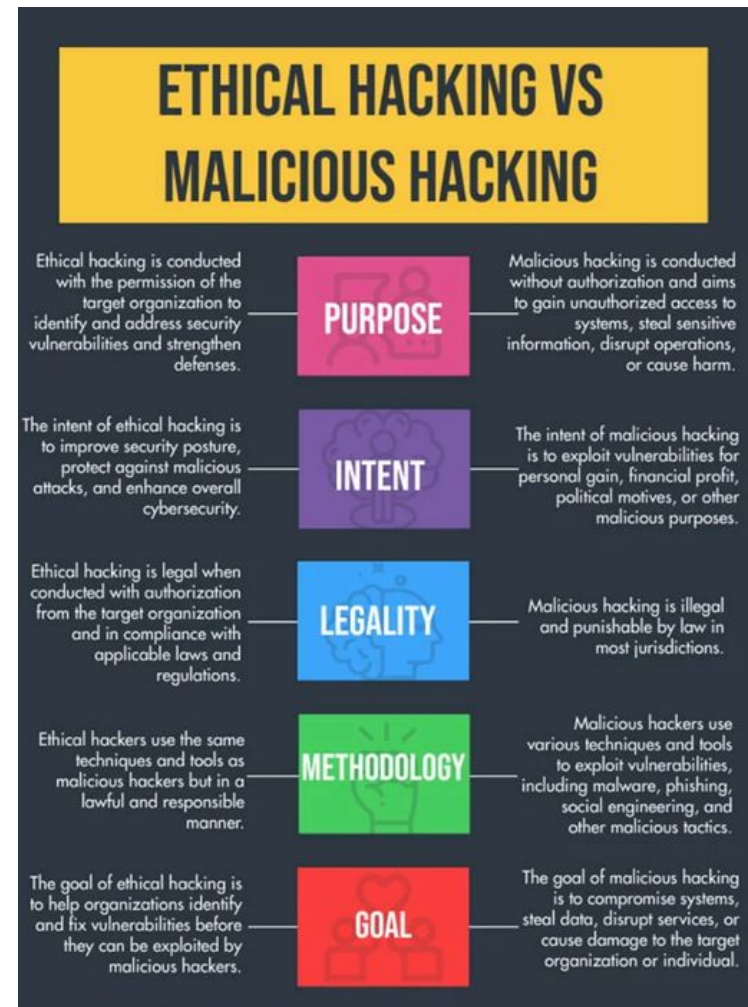 ETHICAL HACKING VS
MALICIOUS HACKING
Ethical hacking is conducted
with the permission of the
target organization to
identify and address security
vulnerabilities and strengthen
defenses.
PURPOSE
Malicious hacking is conducted
without authorization and aims
to gain unauthorized access to
systems, steal sensitive
information, disrupt operations,
or cause harm.
The intent of ethical hacking is
to improve security posture,
protect against malicious
attacks, and enhance overall
cybersecurity.
INTENT
The intent of malicious hacking
is to exploit vulnerabilities for
personal gain, financial profit,
political motives, or other
malicious purposes.
Ethical hacking is legal when
conducted with authorization
from the target organization
and in compliance with
applicable laws and
regulations.
LEGALITY
Malicious hacking is illegal
and punishable by law in
most jurisdictions.
Ethical hackers use the same
techniques and tools as
malicious hackers but in a
lawful and responsible
manner.
METHODOLOGY
Malicious hackers use
various techniques and tools
to exploit vulnerabilities,
including malware, phishing,
social engineering, and
other malicious tactics.
The goal of ethical hacking is
to help organizations identify
and fix vulnerabilities before
they can be exploited by
malicious hackers.
GOAL
The goal of malicious hacking
is to compromise systems,
steal data, disrupt services, or
cause damage to the target
organization or individual.